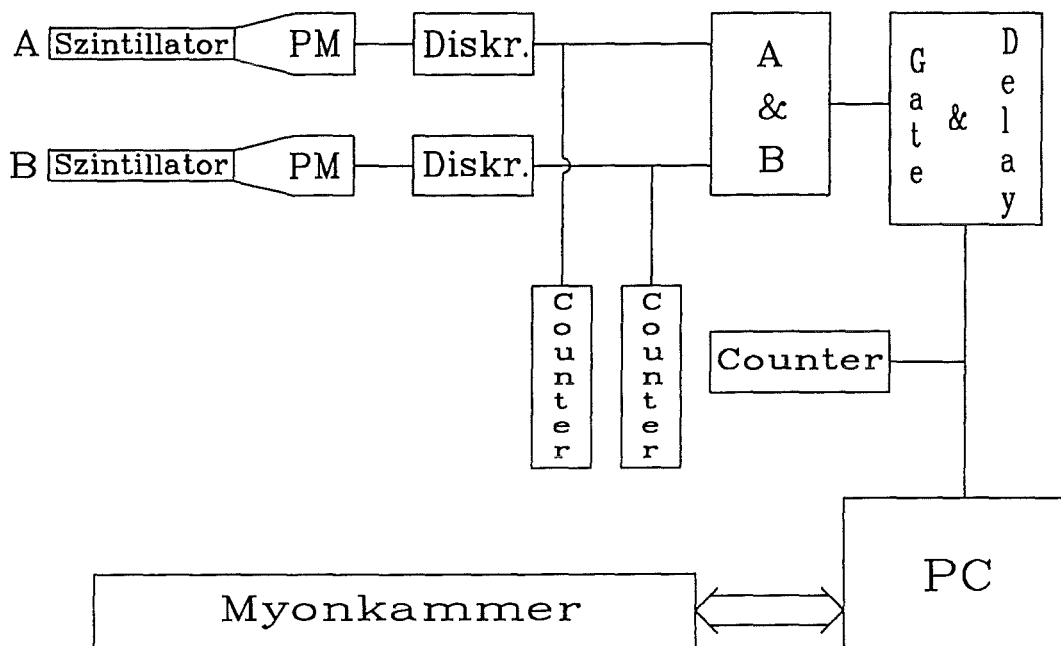 A
Szintillator
PM
Diskr.
A
&
B
Gate
&
Delay
B
Szintillator
PM
Diskr.
Counter
Counter
Counter
PC
Myonkammer